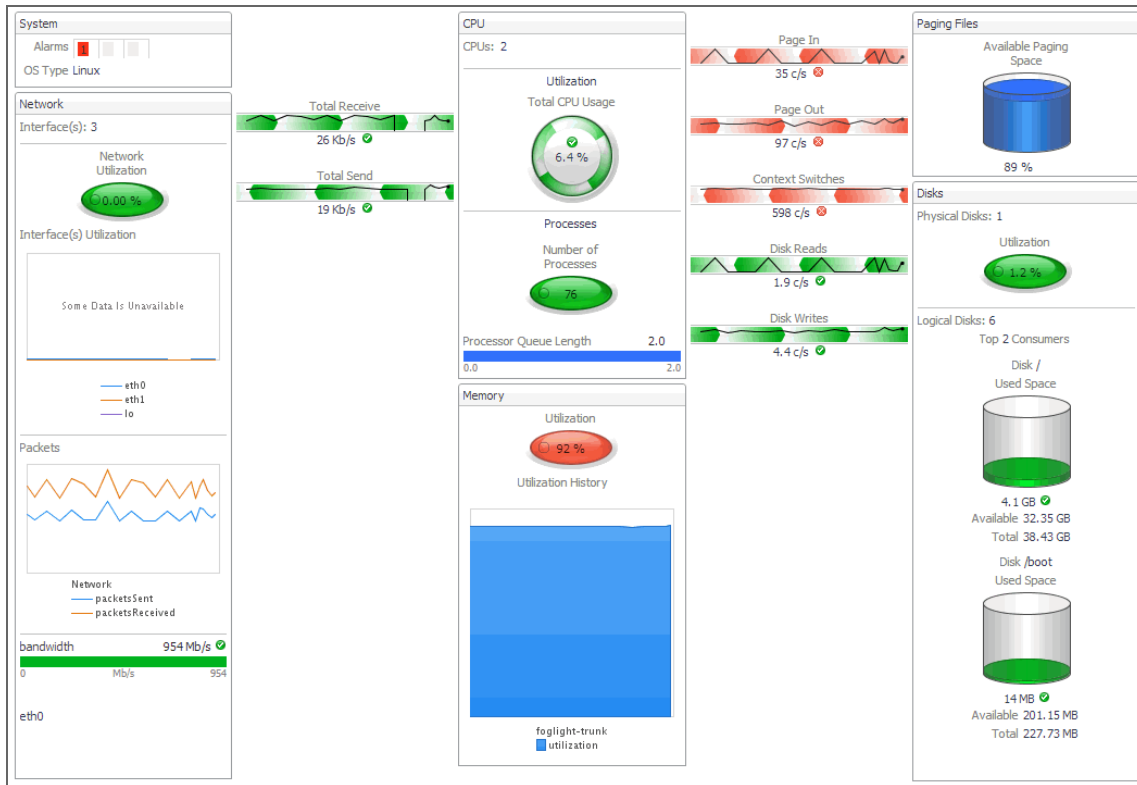 System
Alarms 1
OS Type Linux
Network
Interface(s): 3
Network
Utilization
0.00 %
Interface(s) Utilization
Some Data Is Unavailable
eth0
eth1
lo
Packets
Network
packetsSent
packetsReceived
bandwidth 954 Mb/s
0 Mb/s 954
eth0
Total Receive
26 Kb/s
Total Send
19 Kb/s
CPU
CPUs: 2
Utilization
Total CPU Usage
6.4 %
Processes
Number of
Processes
76
Processor Queue Length 2.0
0.0 2.0
Memory
Utilization
92 %
Utilization History
foglight-trunk
utilization
Page In
35 c/s
Page Out
97 c/s
Context Switches
598 c/s
Disk Reads
1.9 c/s
Disk Writes
4.4 c/s
Paging Files
Available Paging
Space
89 %
Disks
Physical Disks: 1
Utilization
1.2 %
Logical Disks: 6
Top 2 Consumers
Disk /
Used Space
4.1 GB
Available 32.35 GB
Total 38.43 GB
Disk /boot
Used Space
14 MB
Available 201.15 MB
Total 227.73 MB